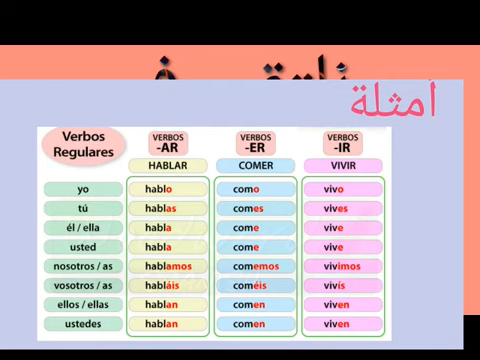 أمثلة
Verbos Regulares VERBOS -AR VERBOS -ER VERBOS -IR
HABLAR COMER VIVIR
yo hablo como vivo
tú hablas comes vives
él / ella habla come vive
usted habla come vive
nosotros / as hablamos comemos vivimos
vosotros / as habláis coméis vivís
ellos / ellas hablan comen viven
ustedes hablan comen viven